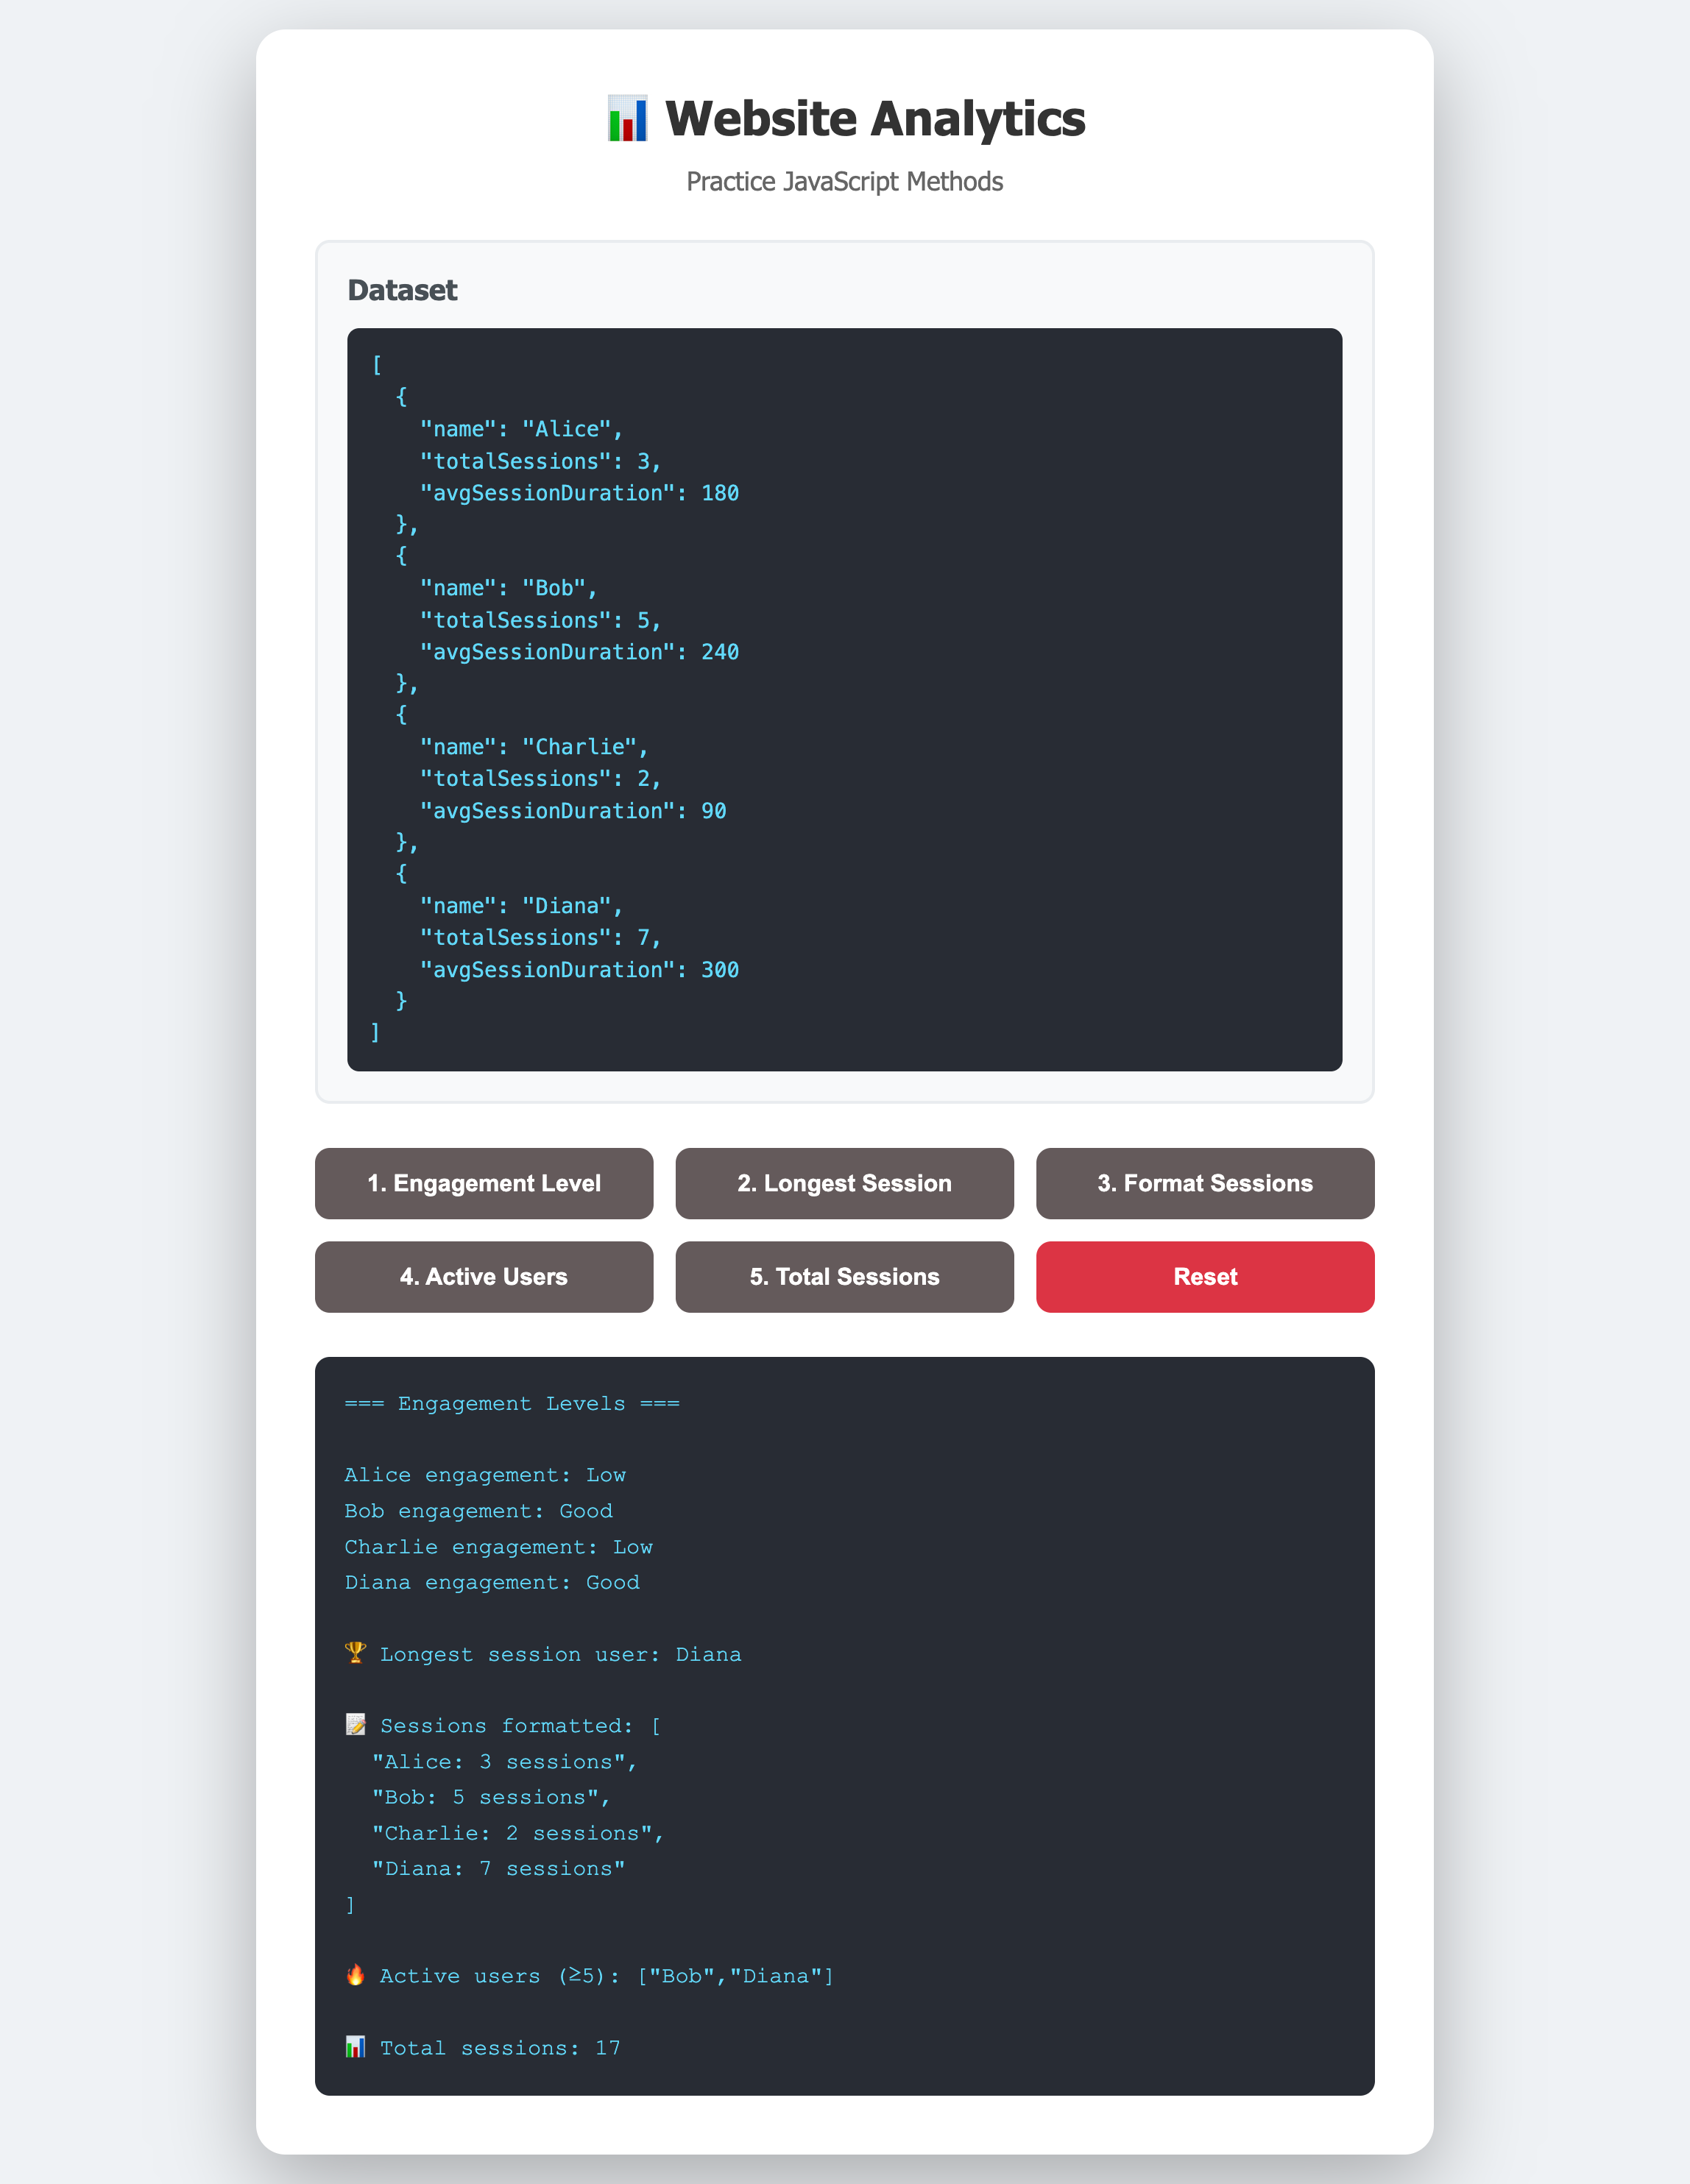 📊 Website Analytics
Practice JavaScript Methods
Dataset
[
  {
    "name": "Alice",
    "totalSessions": 3,
    "avgSessionDuration": 180
  },
  {
    "name": "Bob",
    "totalSessions": 5,
    "avgSessionDuration": 240
  },
  {
    "name": "Charlie",
    "totalSessions": 2,
    "avgSessionDuration": 90
  },
  {
    "name": "Diana",
    "totalSessions": 7,
    "avgSessionDuration": 300
  }
]
1. Engagement Level
2. Longest Session
3. Format Sessions
4. Active Users
5. Total Sessions
Reset
=== Engagement Levels ===
Alice engagement: Low
Bob engagement: Good
Charlie engagement: Low
Diana engagement: Good
🏆 Longest session user: Diana
📝 Sessions formatted: [
  "Alice: 3 sessions",
  "Bob: 5 sessions",
  "Charlie: 2 sessions",
  "Diana: 7 sessions"
]
🔥 Active users (≥5): ["Bob","Diana"]
📊 Total sessions: 17